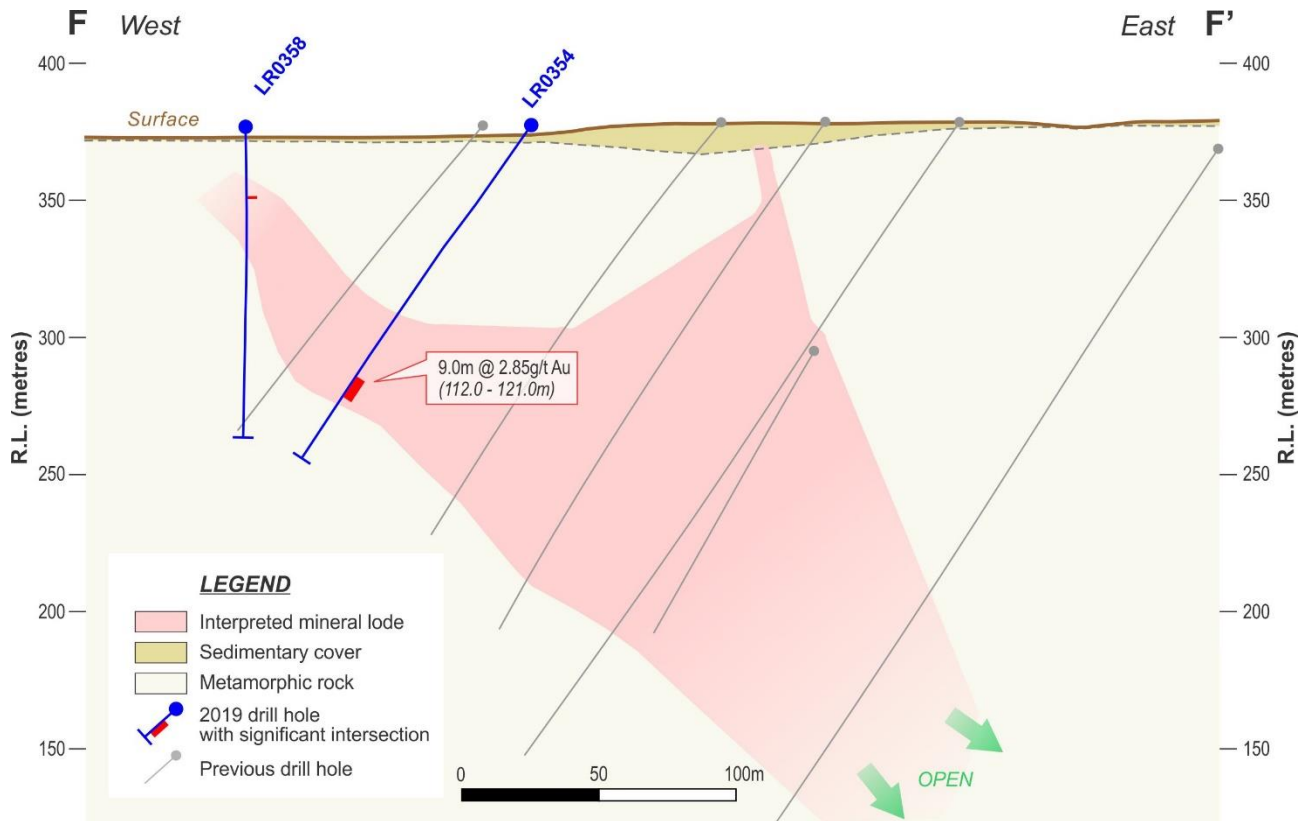 F West
East F'
LR0358
LR0354
400
400
Surface
350
350
300
300
9.0m @ 2.85g/t Au
(112.0 - 121.0m)
R.L. (metres)
R.L. (metres)
250
250
LEGEND
Interpreted mineral lode
200
200
Sedimentary cover
Metamorphic rock
2019 drill hole
with significant intersection
150
150
Previous drill hole
0 50 100m
OPEN